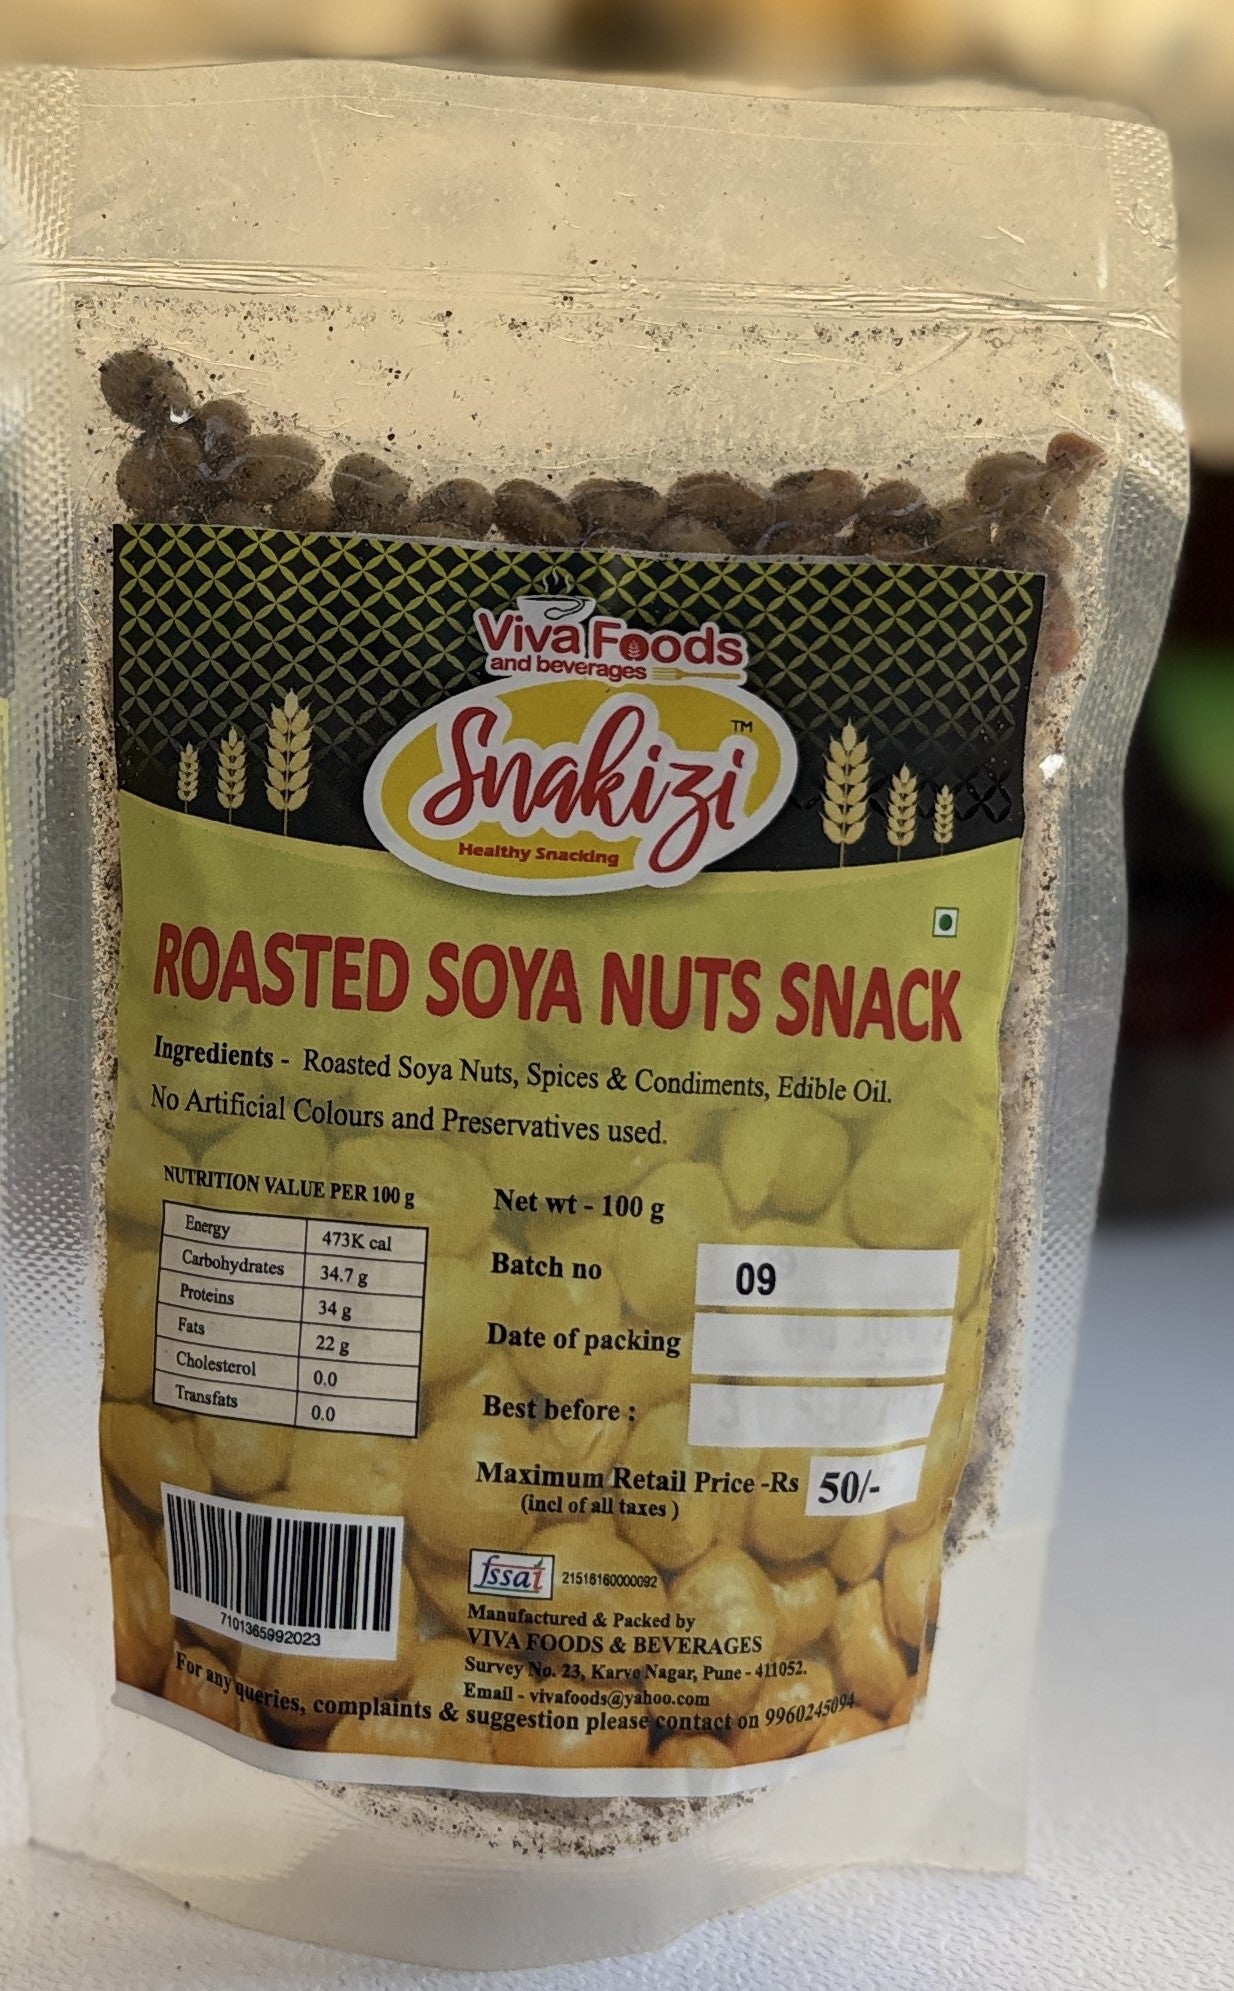 Viva Foods
and beverages
Snakizi TM
Healthy Snacking
ROASTED SOYA NUTS SNACK
Ingredients - Roasted Soya Nuts, Spices & Condiments, Edible Oil.
No Artificial Colours and Preservatives used.
NUTRITION VALUE PER 100 g
Energy 473K cal
Carbohydrates 34.7 g
Proteins 34 g
Fats 22 g
Cholesterol 0.0
Transfats 0.0
Net wt - 100 g
Batch no 09
Date of packing
Best before :
Maximum Retail Price -Rs 50/-
(incl of all taxes )
7101365992023
fssai 21516160000092
Manufactured & Packed by
VIVA FOODS & BEVERAGES
Survey No. 23, Karve Nagar, Pune - 411052.
Email - vivafoods@yahoo.com
For any queries, complaints & suggestion please contact on 9960245094